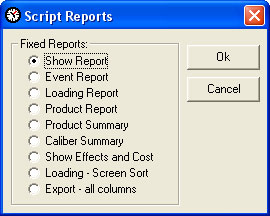 Script Reports
Fixed Reports:
Show Report
Ok
Event Report
Loading Report
Cancel
Product Report
Product Summary
Caliber Summary
Show Effects and Cost
Loading - Screen Sort
Export - all columns